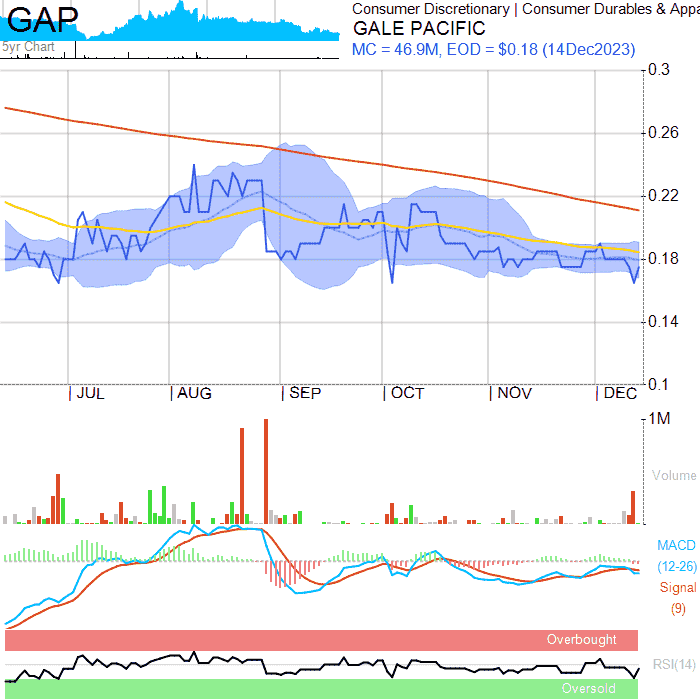 GAP
Consumer Discretionary | Consumer Durables & Appa
GALE PACIFIC
5yr Chart
MC = 46.9M, EOD = $0.18 (14Dec2023)
0.3
0.26
0.22
0.18
0.14
0.1
JUL AUG SEP OCT NOV DEC
1M
Volume
MACD
(12-26)
Signal
(9)
Overbought
RSI(14)
Oversold